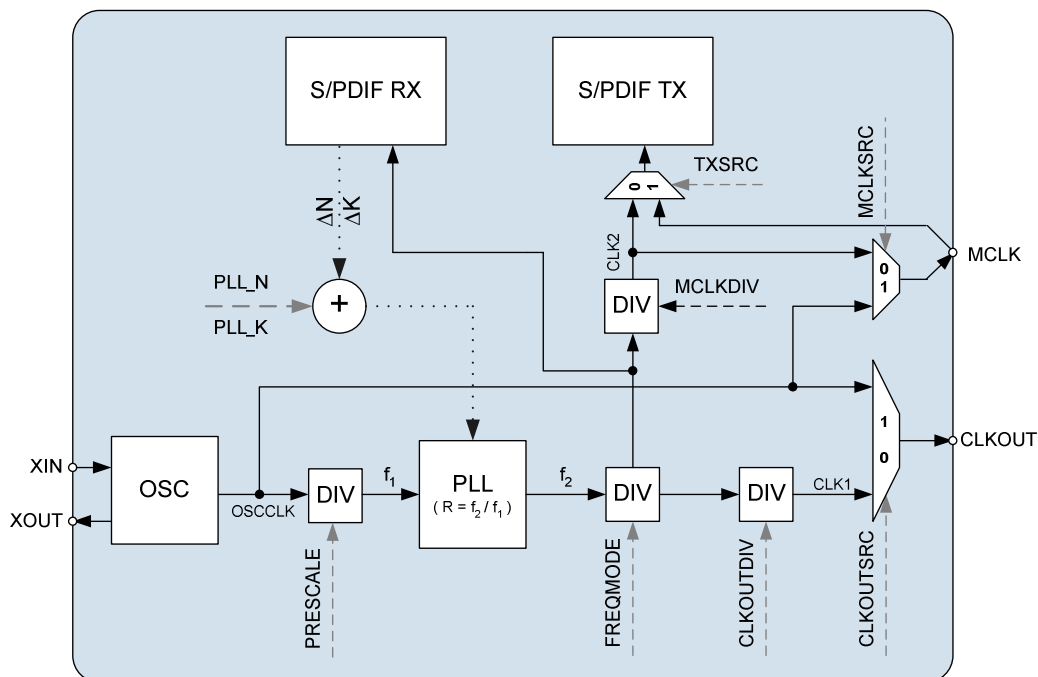 S/PDIF RX
S/PDIF TX
TXSRC
MCLKSRC
0
1
ΔN
ΔK
CLK2
MCLK
0
1
PLL_N
PLL_K
+
DIV
MCLKDIV
1
0
CLKOUT
XIN
XOUT
OSC
OSCCLK
DIV
f1
PLL
( R = f2 / f1 )
f2
DIV
DIV
CLK1
PRESCALE
FREQMODE
CLKOUTDIV
CLKOUTSRC